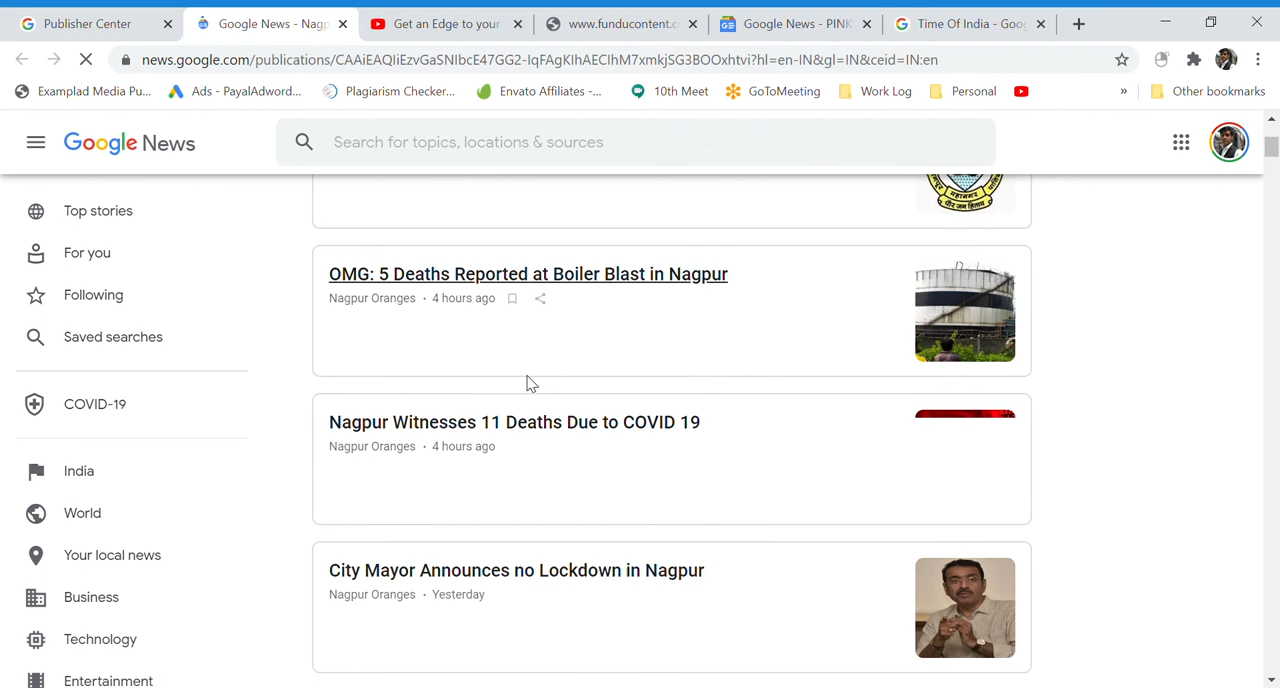 Publisher Center
Google News - Nagp
Get an Edge to your
www.funducontent.c
Google News - PINK
Time Of India - Goog
news.google.com/publications/CAAiEAQIiEzvGaSNIbcE47GG2-IqFAgKIhAECIhM7xmkjSG3BOOxhtvi?hl=en-IN&gl=IN&ceid=IN:en
Examplad Media Pu...
Ads - PayalAdword...
Plagiarism Checker...
Envato Affiliates -...
10th Meet
GoToMeeting
Work Log
Personal
»
Other bookmarks
Google News
Search for topics, locations & sources
Top stories
For you
Following
Saved searches
COVID-19
India
World
Your local news
Business
Technology
Entertainment
OMG: 5 Deaths Reported at Boiler Blast in Nagpur
Nagpur Oranges • 4 hours ago
Nagpur Witnesses 11 Deaths Due to COVID 19
Nagpur Oranges • 4 hours ago
City Mayor Announces no Lockdown in Nagpur
Nagpur Oranges • Yesterday